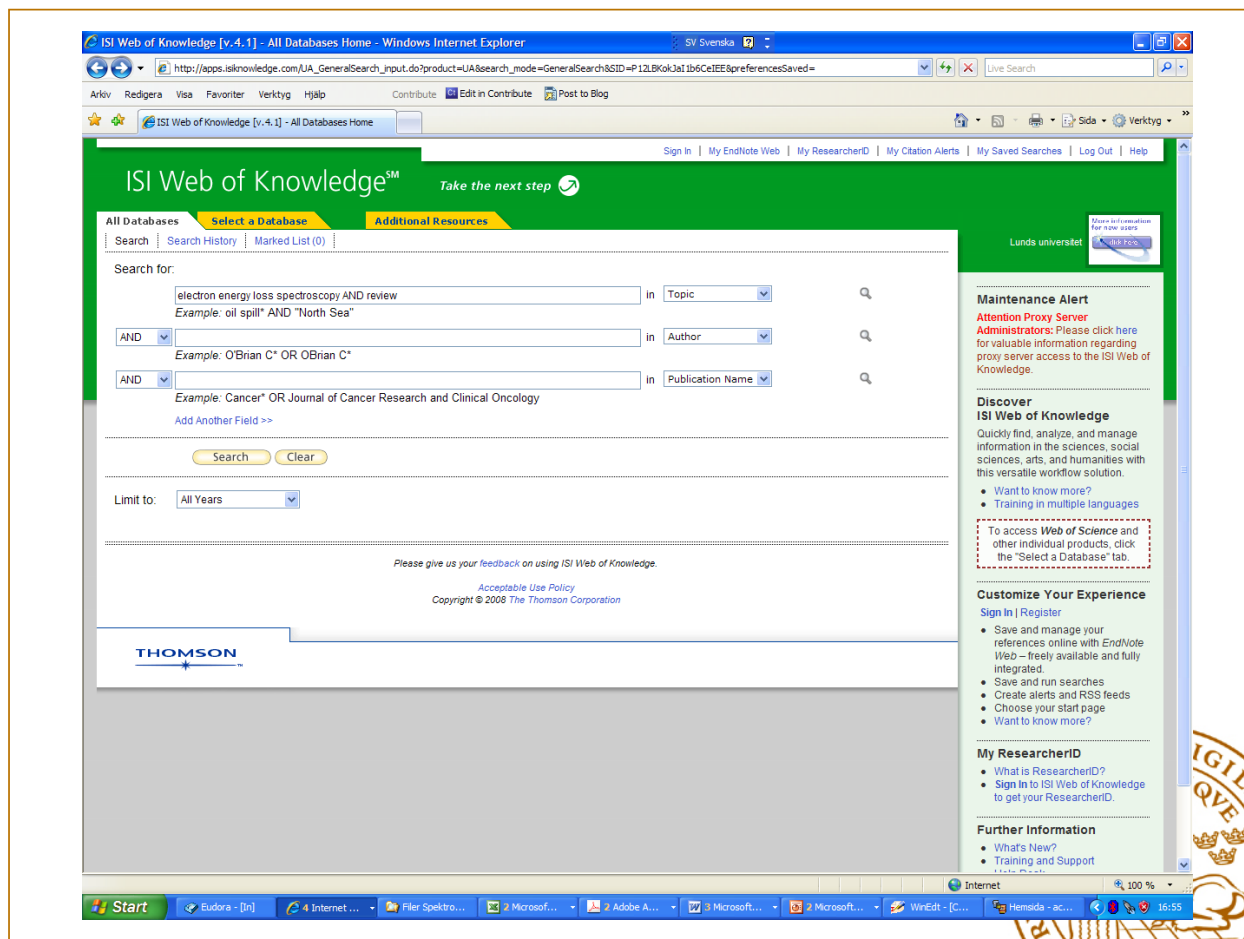 ISI Web of Knowledge [v.4.1] - All Databases Home - Windows Internet Explorer
SV Svenska
http://apps.isiknowledge.com/UA_GeneralSearch_input.do?product=UA&search_mode=GeneralSearch&SID=P12LBKokJaI1b6CeIEE&preferencesSaved=
Live Search
Arkiv Redigera Visa Favoriter Verktyg Hjälp Contribute Edit in Contribute Post to Blog
ISI Web of Knowledge [v.4.1] - All Databases Home
Sida Verktyg »
Sign In | My EndNote Web | My ResearcherID | My Citation Alerts | My Saved Searches | Log Out | Help
ISI Web of Knowledge℠ Take the next step
All Databases Select a Database Additional Resources
Search Search History Marked List (0)
Lunds universitet
More information
for new users
click here
Search for:
electron energy loss spectroscopy AND review in Topic
Example: oil spill* AND "North Sea"
AND in Author
Example: O'Brian C* OR OBrian C*
AND in Publication Name
Example: Cancer* OR Journal of Cancer Research and Clinical Oncology
Add Another Field >>
Search Clear
Limit to: All Years
Please give us your feedback on using ISI Web of Knowledge.
Acceptable Use Policy
Copyright © 2008 The Thomson Corporation
THOMSON
TM
Maintenance Alert
Attention Proxy Server
Administrators: Please click here
for valuable information regarding
proxy server access to the ISI Web of
Knowledge.
Discover
ISI Web of Knowledge
Quickly find, analyze, and manage
information in the sciences, social
sciences, arts, and humanities with
this versatile workflow solution.
• Want to know more?
• Training in multiple languages
To access Web of Science and
other individual products, click
the "Select a Database" tab.
Customize Your Experience
Sign In | Register
• Save and manage your
references online with EndNote
Web – freely available and fully
integrated.
• Save and run searches
• Create alerts and RSS feeds
• Choose your start page
• Want to know more?
My ResearcherID
• What is ResearcherID?
• Sign In to ISI Web of Knowledge
to get your ResearcherID.
Further Information
• What's New?
• Training and Support
Internet 100 %
Start Eudora - [In] 4 Internet ... Filer Spektro... 2 Microsof... 2 Adobe A... 3 Microsoft... 2 Microsoft... WinEdt - [C... Hemsida - ac... 16:55